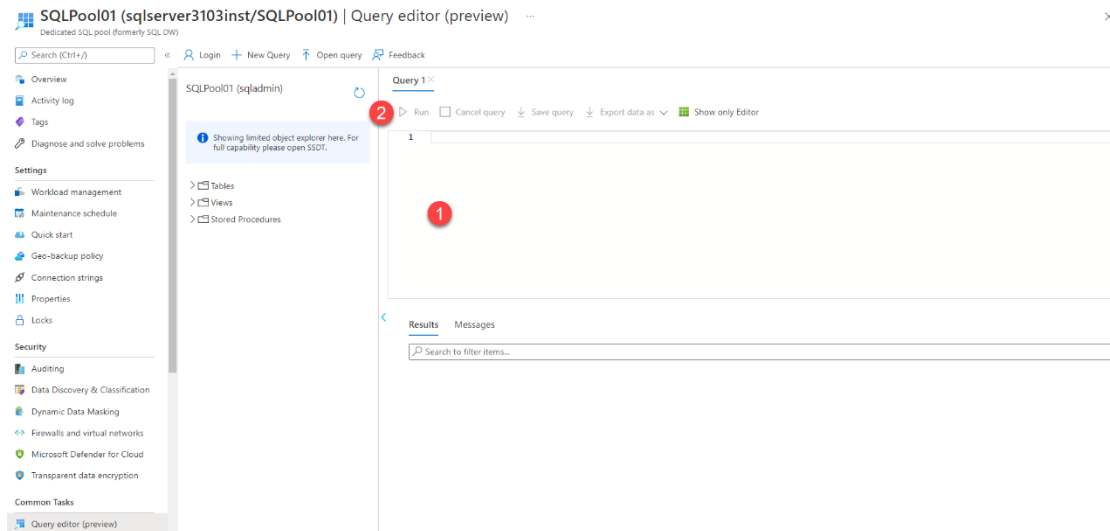 SQLPool01 (sqlserver3103inst/SQLPool01) | Query editor (preview) ...
Dedicated SQL pool (formerly SQL DW)
Search (Ctrl+/)
Overview
Activity log
Tags
Diagnose and solve problems
Settings
Workload management
Maintenance schedule
Quick start
Geo-backup policy
Connection strings
Properties
Locks
Security
Auditing
Data Discovery & Classification
Dynamic Data Masking
Firewalls and virtual networks
Microsoft Defender for Cloud
Transparent data encryption
Common Tasks
Query editor (preview)
Login New Query Open query Feedback
SQLPool01 (sqladmin)
Showing limited object explorer here. For
full capability please open SSDT.
Tables
Views
Stored Procedures
Query 1
2 Run Cancel query Save query Export data as Show only Editor
1
1
Results Messages
Search to filter items...